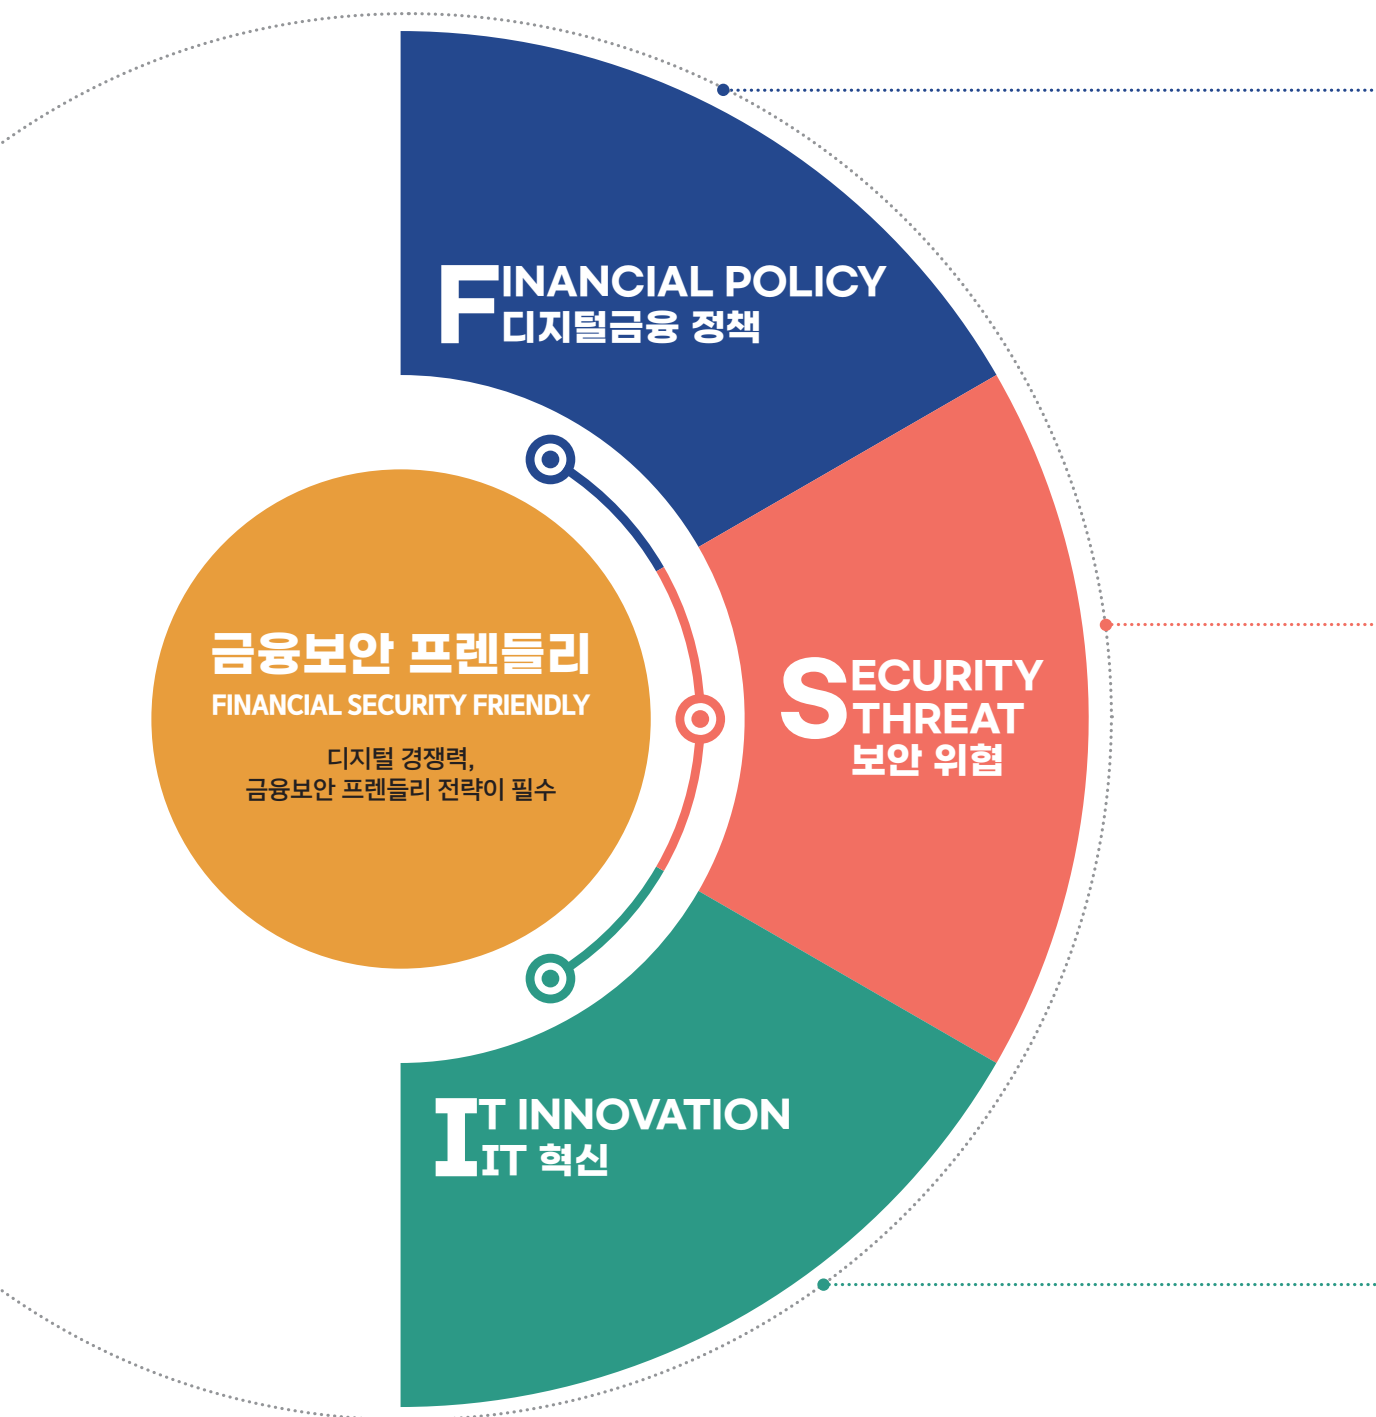 FINANCIAL POLICY
디지털금융 정책
금융보안 프렌들리
FINANCIAL SECURITY FRIENDLY
디지털 경쟁력,
금융보안 프렌들리 전략이 필수
SECURITY
THREAT
보안 위협
IT INNOVATION
IT 혁신